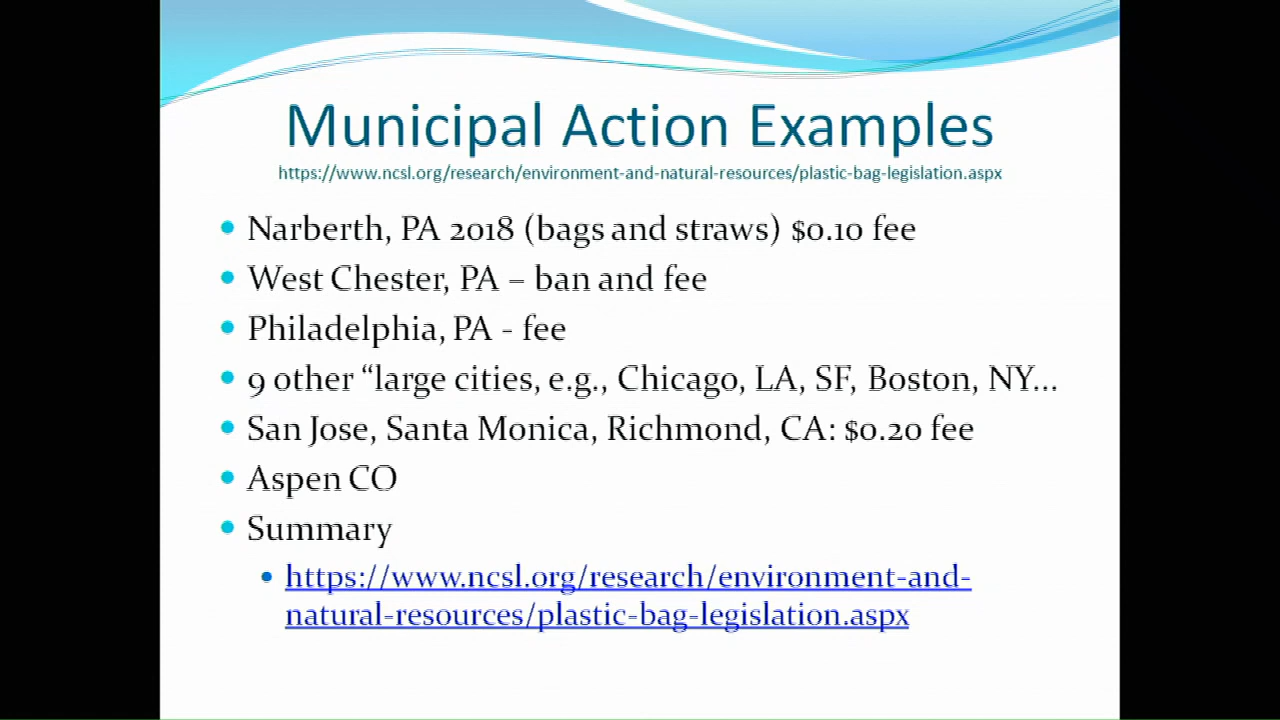 Municipal Action Examples
https://www.ncsl.org/research/environment-and-natural-resources/plastic-bag-legislation.aspx
• Narberth, PA 2018 (bags and straws) $0.10 fee
• West Chester, PA – ban and fee
• Philadelphia, PA - fee
• 9 other “large cities, e.g., Chicago, LA, SF, Boston, NY...
• San Jose, Santa Monica, Richmond, CA: $0.20 fee
• Aspen CO
• Summary
• https://www.ncsl.org/research/environment-and-
natural-resources/plastic-bag-legislation.aspx